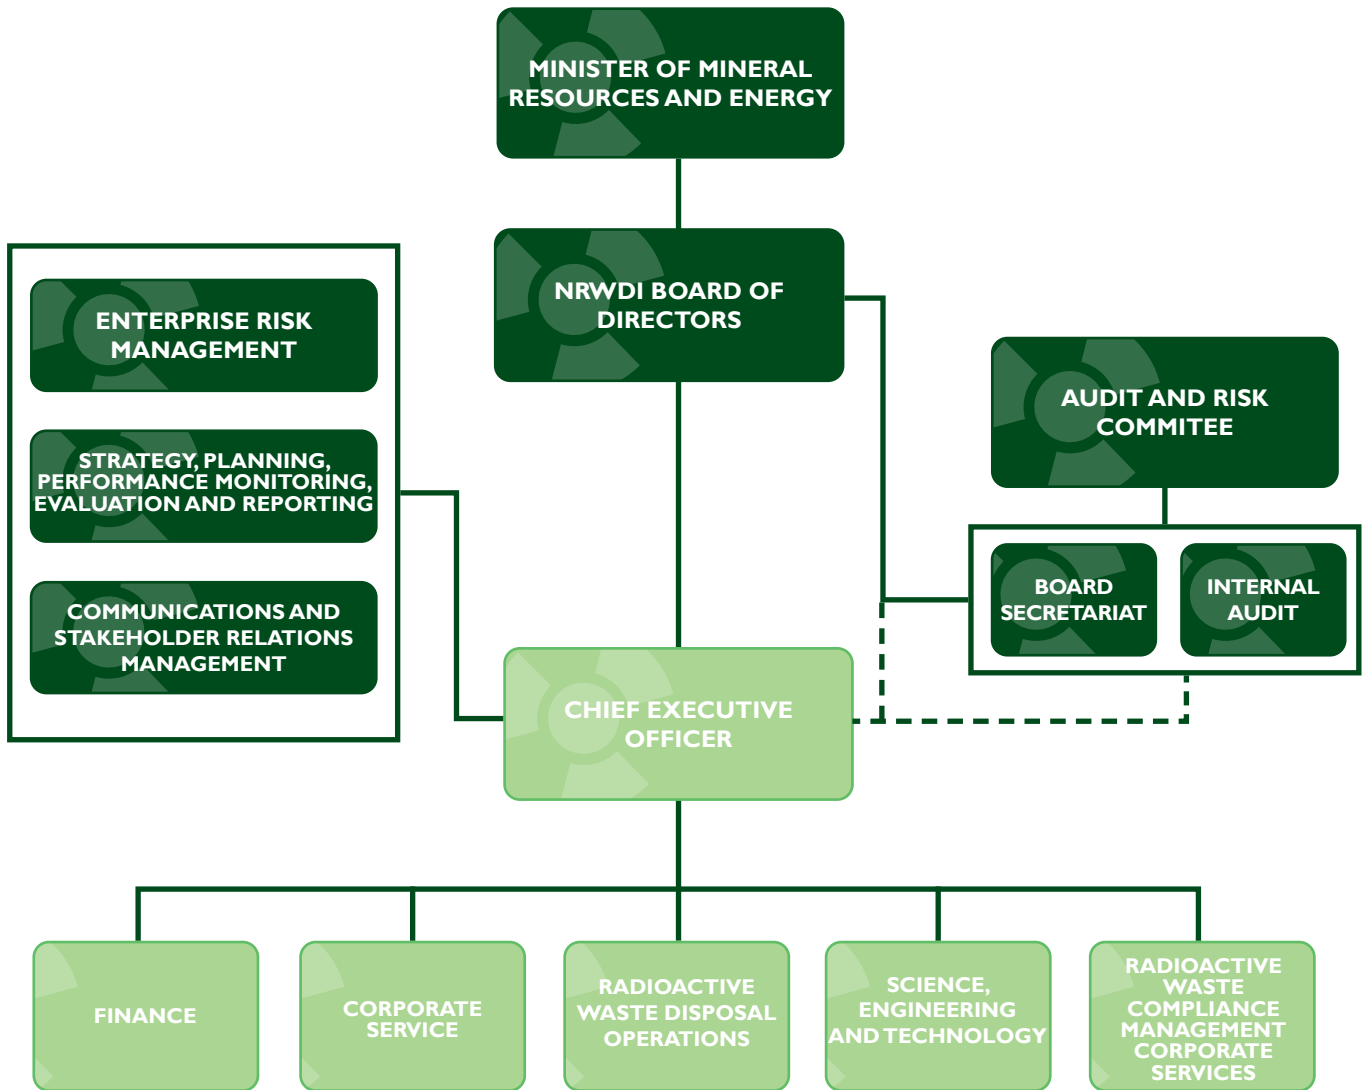 MINISTER OF MINERAL
RESOURCES AND ENERGY
NRWDI BOARD OF
DIRECTORS
ENTERPRISE RISK
MANAGEMENT
STRATEGY, PLANNING,
PERFORMANCE MONITORING,
EVALUATION AND REPORTING
COMMUNICATIONS AND
STAKEHOLDER RELATIONS
MANAGEMENT
AUDIT AND RISK
COMMITEE
BOARD
SECRETARIAT
INTERNAL
AUDIT
CHIEF EXECUTIVE
OFFICER
FINANCE
CORPORATE
SERVICE
RADIOACTIVE
WASTE DISPOSAL
OPERATIONS
SCIENCE,
ENGINEERING
AND TECHNOLOGY
RADIOACTIVE
WASTE
COMPLIANCE
MANAGEMENT
CORPORATE
SERVICES